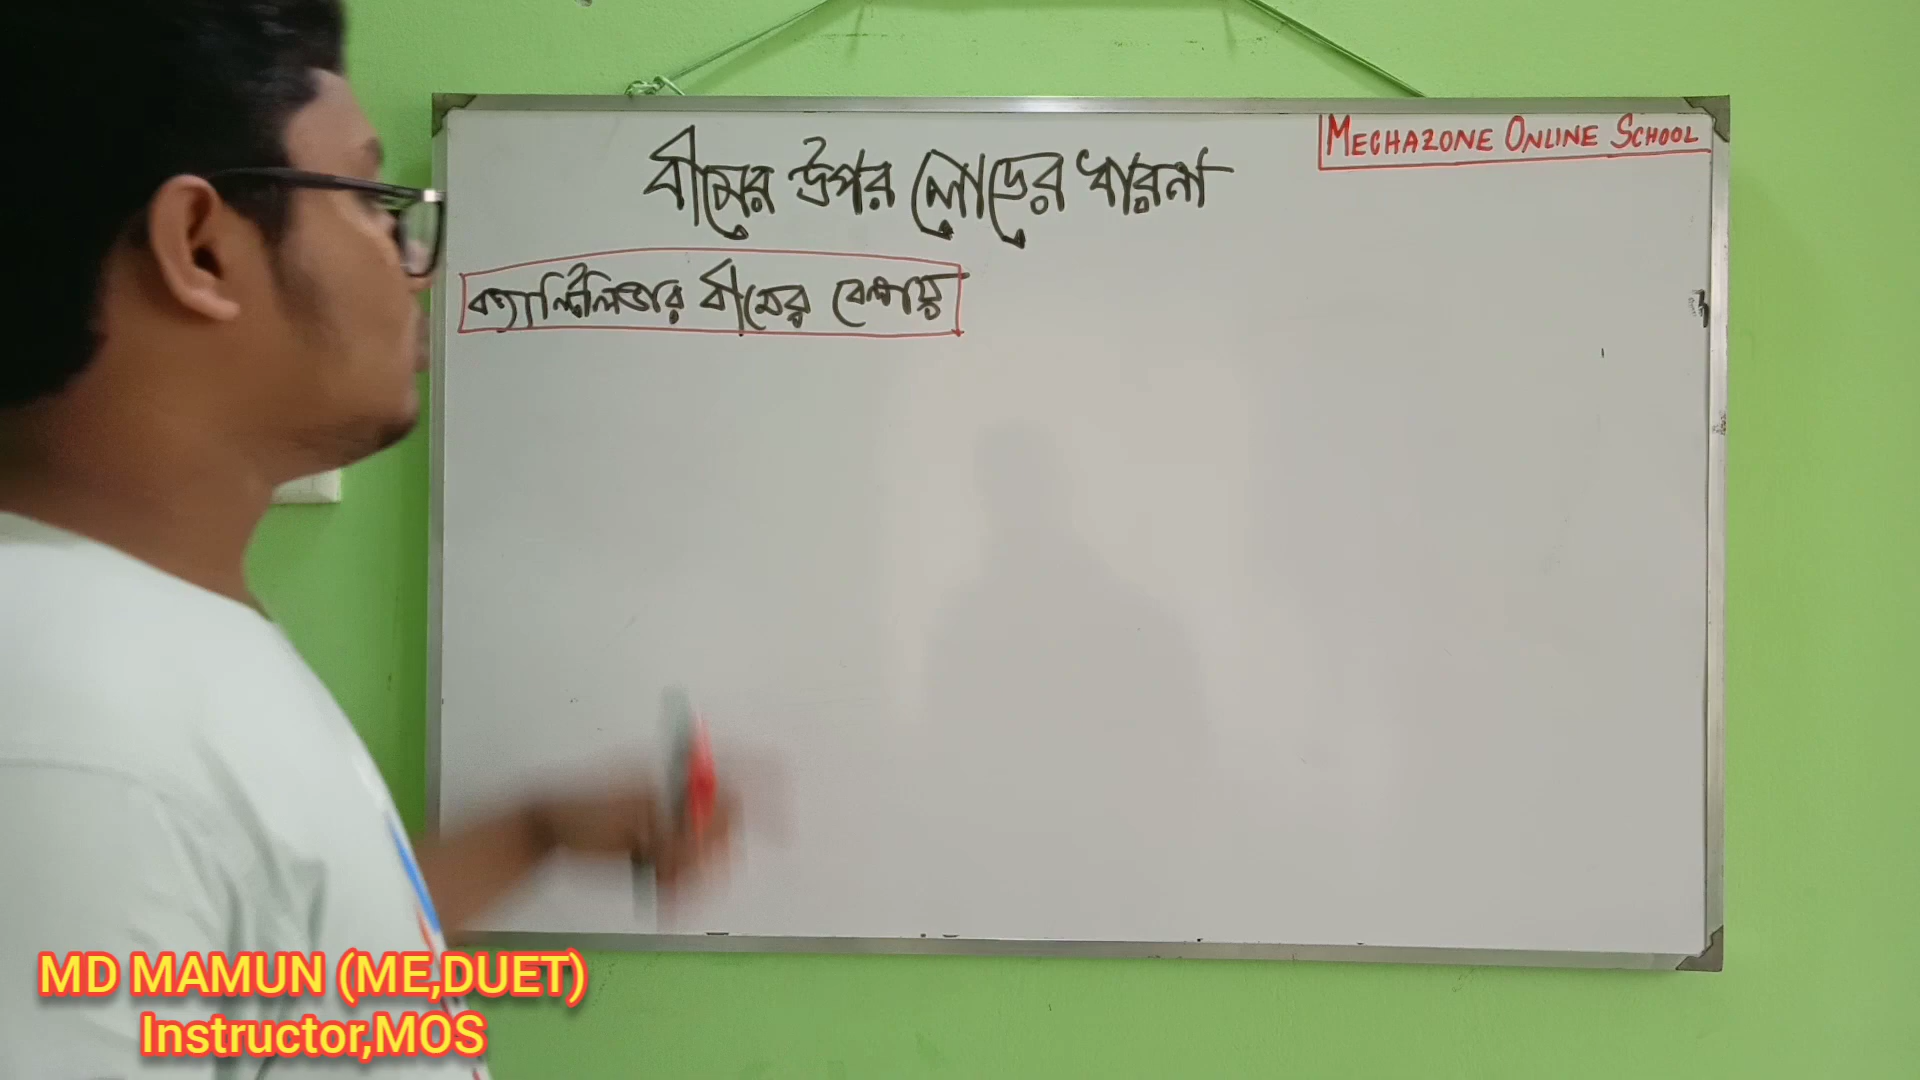 MECHAZONE ONLINE SCHOOL
বীমের উপর লোডের ধারনা
ক্যান্টিলিভার বীমের বেলায়
MD MAMUN (ME,DUET)
Instructor,MOS